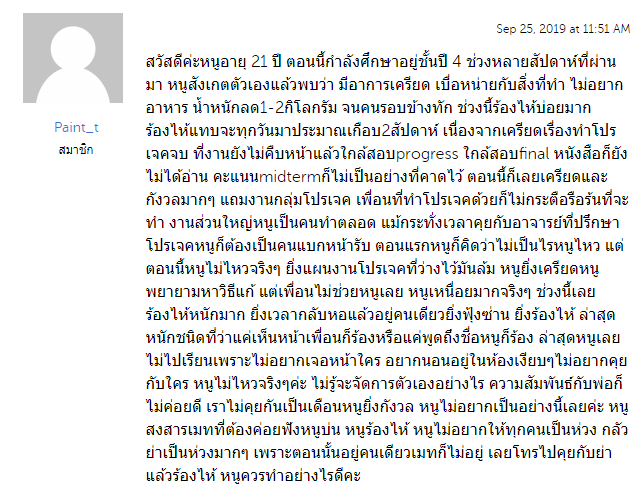 Sep 25, 2019 at 11:51 AM
Paint_t
สมาชิก
สวัสดีค่ะหนูอายุ 21 ปี ตอนนี้กำลังศึกษาอยู่ชั้นปี 4 ช่วงหลายสัปดาห์ที่ผ่าน
มา หนูสังเกตตัวเองแล้วพบว่า มีอาการเครียด เบื่อหน่ายกับสิ่งที่ทำ ไม่อยาก
อาหาร น้ำหนักลด1-2กิโลกรัม จนคนรอบข้างทัก ช่วงนี้ร้องไห้บ่อยมาก
ร้องไห้แทบจะทุกวันมาประมาณเกือบ2สัปดาห์ เนื่องจากเครียดเรื่องทำโปร
เจคจบ ที่งานยังไม่คืบหน้าแล้วใกล้สอบprogress ใกล้สอบfinal หนังสือก็ยัง
ไม่ได้อ่าน คะแนนmidtermก็ไม่เป็นอย่างที่คาดไว้ ตอนนี้ก็เลยเครียดและ
กังวลมากๆ แถมงานกลุ่มโปรเจค เพื่อนที่ทำโปรเจคด้วยก็ไม่กระตือรือร้นที่จะ
ทำ งานส่วนใหญ่หนูเป็นคนทำตลอด แม้กระทั่งเวลาคุยกับอาจารย์ที่ปรึกษา
โปรเจคหนูก็ต้องเป็นคนแบกหน้ารับ ตอนแรกหนูก็คิดว่าไม่เป็นไรหนูไหว แต่
ตอนนี้หนูไม่ไหวจริงๆ ยิ่งแผนงานโปรเจคที่ว่างไว้มันล้ม หนูยิ่งเครียดหนู
พยายามหาวิธีแก้ แต่เพื่อนไม่ช่วยหนูเลย หนูเหนื่อยมากจริงๆ ช่วงนี้เลย
ร้องไห้หนักมาก ยิ่งเวลากลับหอแล้วอยู่คนเดียวยิ่งฟุ้งซ่าน ยิ่งร้องไห้ ล่าสุด
หนักชนิดที่ว่าแค่เห็นหน้าเพื่อนก็ร้องหรือแค่พูดถึงชื่อหนูก็ร้อง ล่าสุดหนูเลย
ไม่ไปเรียนเพราะไม่อยากเจอหน้าใคร อยากนอนอยู่ในห้องเงียบๆไม่อยากคุย
กับใคร หนูไม่ไหวจริงๆค่ะ ไม่รู้จะจัดการตัวเองอย่างไร ความสัมพันธ์กับพ่อก็
ไม่ค่อยดี เราไม่คุยกันเป็นเดือนหนูยิ่งกังวล หนูไม่อยากเป็นอย่างนี้เลยค่ะ หนู
สงสารเมทที่ต้องค่อยฟังหนูบ่น หนูร้องไห้ หนูไม่อยากให้ทุกคนเป็นห่วง กลัว
ย่าเป็นห่วงมากๆ เพราะตอนนั้นอยู่คนเดียวเมทก็ไม่อยู่ เลยโทรไปคุยกับย่า
แล้วร้องไห้ หนูควรทำอย่างไรดีคะ